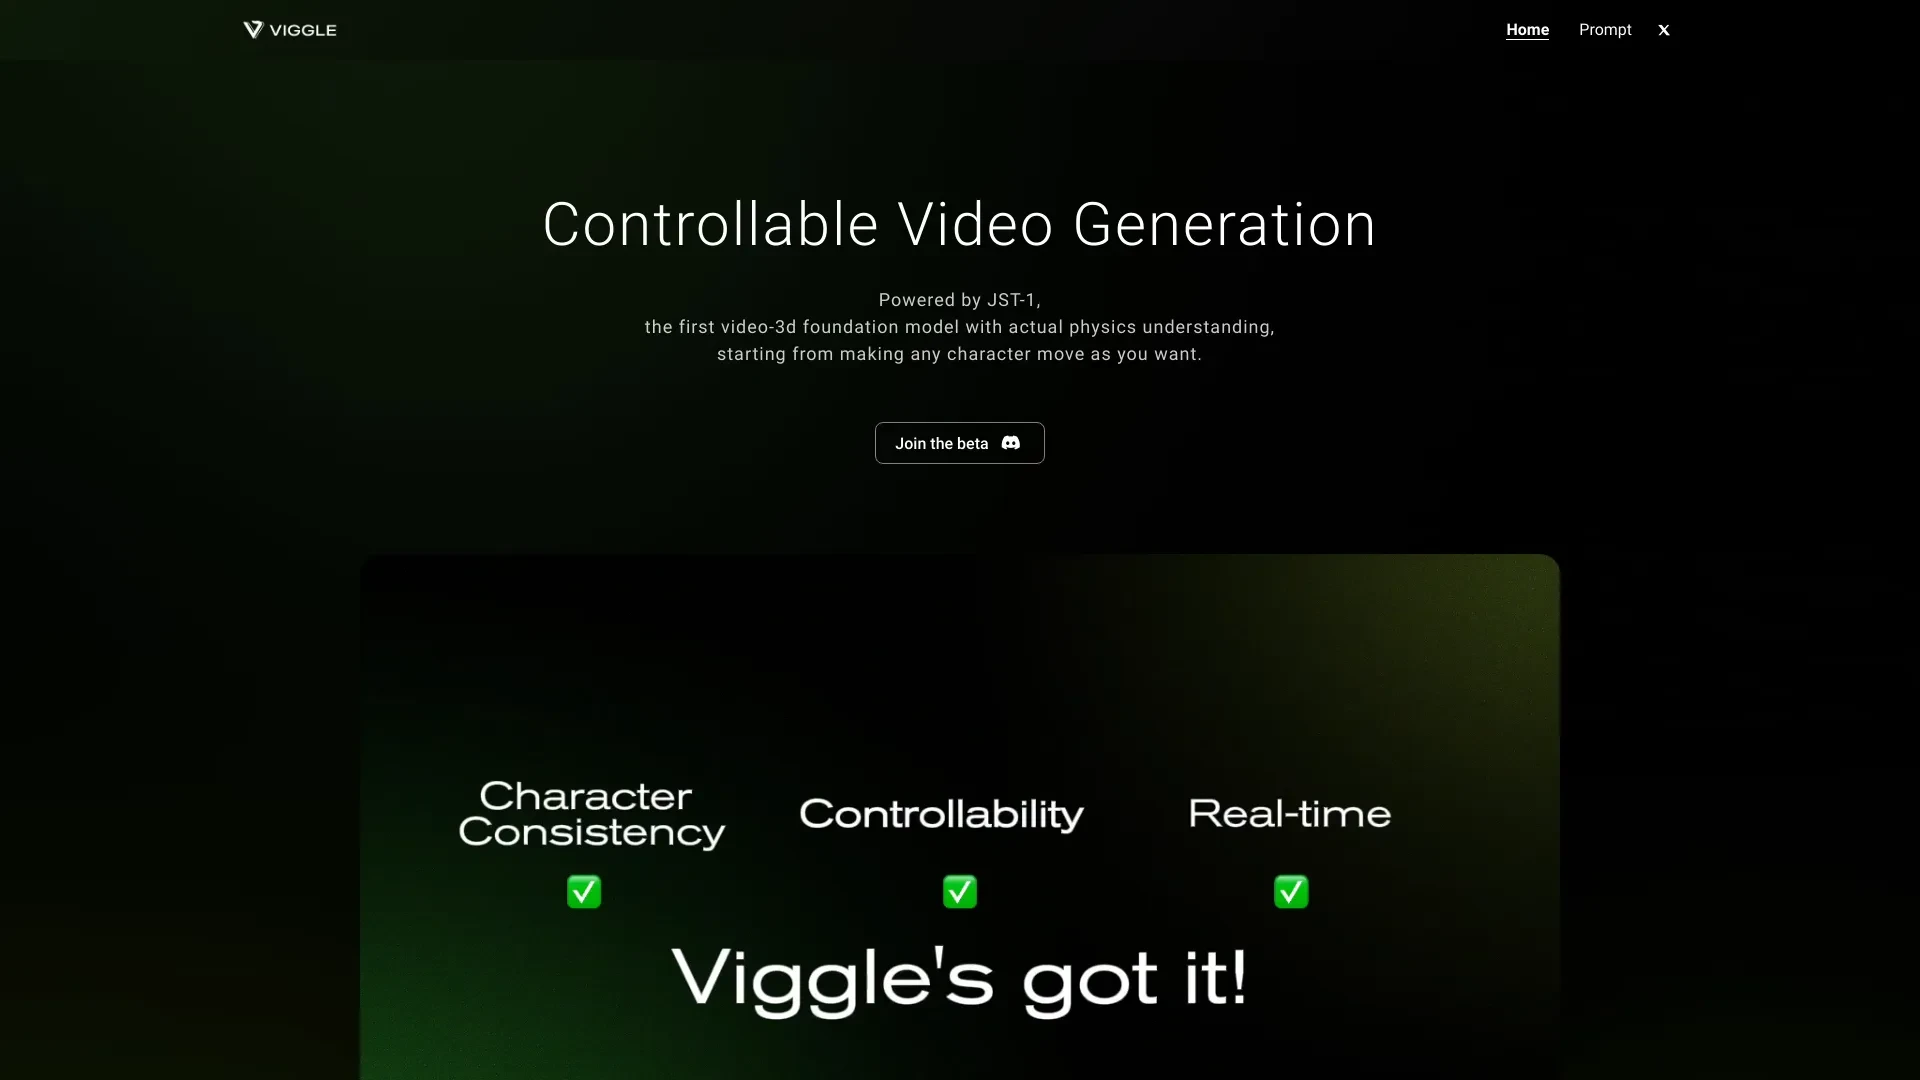 VIGGLE
Home
Prompt
X
Controllable Video Generation
Powered by JST-1,
the first video-3d foundation model with actual physics understanding,
starting from making any character move as you want.
Join the beta
Character
Consistency
Controllability
Real-time
Viggle's got it!